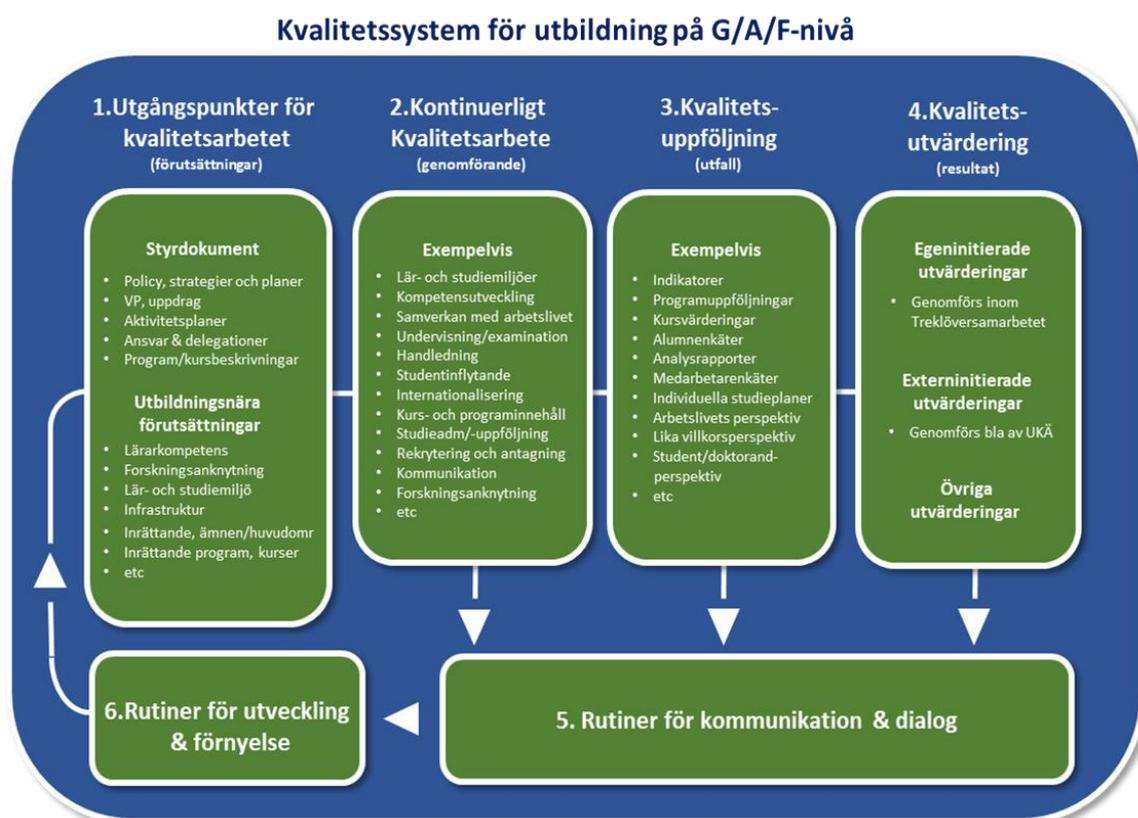 Kvalitetssystem för utbildning på G/A/F-nivå
1.Utgångspunkter för
kvalitetsarbetet
(förutsättningar)
Styrdokument
• Policy, strategier och planer
• VP, uppdrag
• Aktivitetsplaner
• Ansvar & delegationer
• Program/kursbeskrivningar
Utbildningsnära
förutsättningar
• Lärarkompetens
• Forskningsanknytning
• Lär- och studiemiljö
• Infrastruktur
• Inrättande, ämnen/huvudomr
• Inrättande program, kurser
• etc
2.Kontinuerligt
Kvalitetsarbete
(genomförande)
Exempelvis
• Lär- och studiemiljöer
• Kompetensutveckling
• Samverkan med arbetslivet
• Undervisning/examination
• Handledning
• Studentinflytande
• Internationalisering
• Kurs- och programinnehåll
• Studieadm/-uppföljning
• Rekrytering och antagning
• Kommunikation
• Forskningsanknytning
• etc
3.Kvalitets-
uppföljning
(utfall)
Exempelvis
• Indikatorer
• Programuppföljningar
• Kursvärderingar
• Alumnenkäter
• Analysrapporter
• Medarbetarenkäter
• Individuella studieplaner
• Arbetslivets perspektiv
• Lika villkorsperspektiv
• Student/doktorand-
perspektiv
• etc
4.Kvalitets-
utvärdering
(resultat)
Egeninitierade
utvärderingar
• Genomförs inom
Treklöversamarbetet
Externinitierade
utvärderingar
• Genomförs bla av UKÄ
Övriga
utvärderingar
5. Rutiner för kommunikation & dialog
6.Rutiner för utveckling
& förnyelse